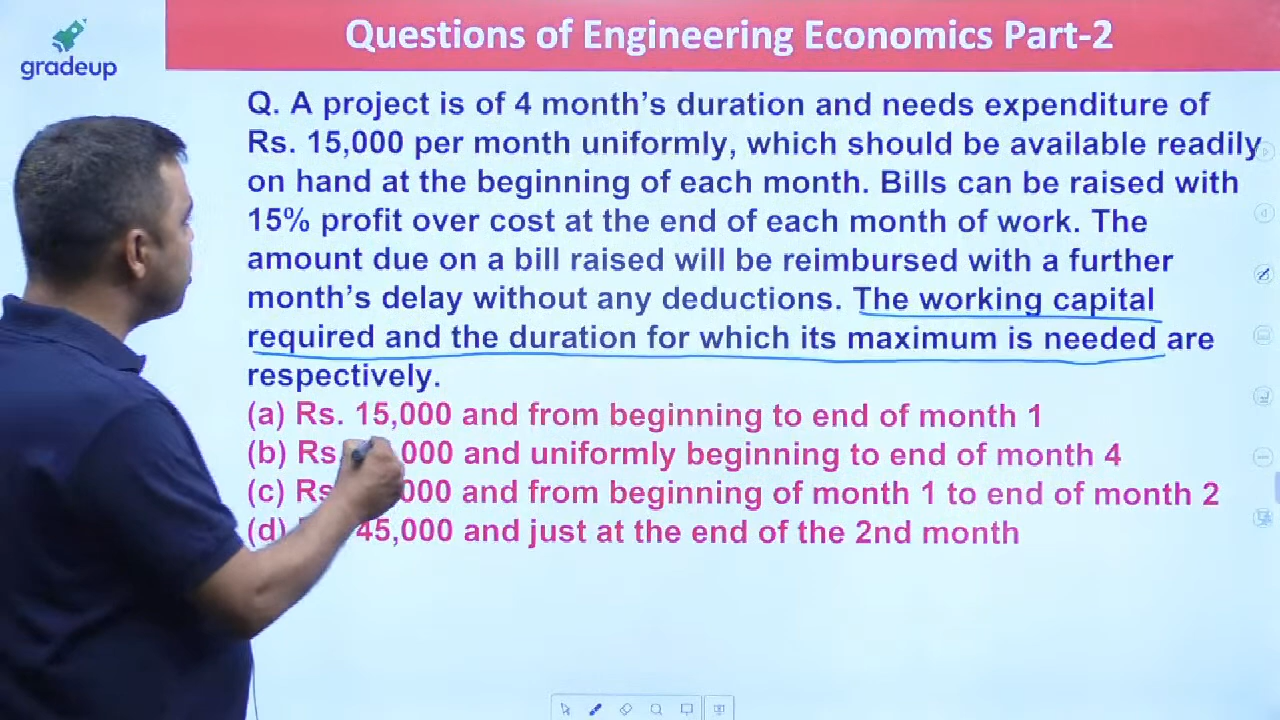 gradeup
Questions of Engineering Economics Part-2
Q. A project is of 4 month's duration and needs expenditure of
Rs. 15,000 per month uniformly, which should be available readily
on hand at the beginning of each month. Bills can be raised with
15% profit over cost at the end of each month of work. The
amount due on a bill raised will be reimbursed with a further
month's delay without any deductions. The working capital
required and the duration for which its maximum is needed are
respectively.
(a) Rs. 15,000 and from beginning to end of month 1
(b) Rs 000 and uniformly beginning to end of month 4
(c) Rs 000 and from beginning of month 1 to end of month 2
(d) 45,000 and just at the end of the 2nd month